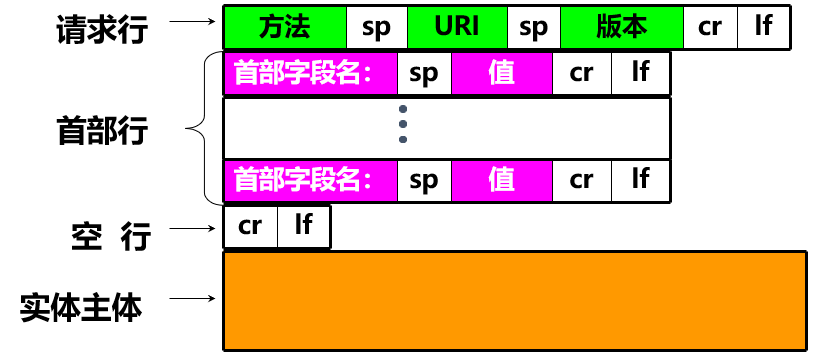 请求行 方法 sp URI sp 版本 cr lf
首部字段名： sp 值 cr lf
首部行
首部字段名： sp 值 cr lf
空 行 cr lf
实体主体